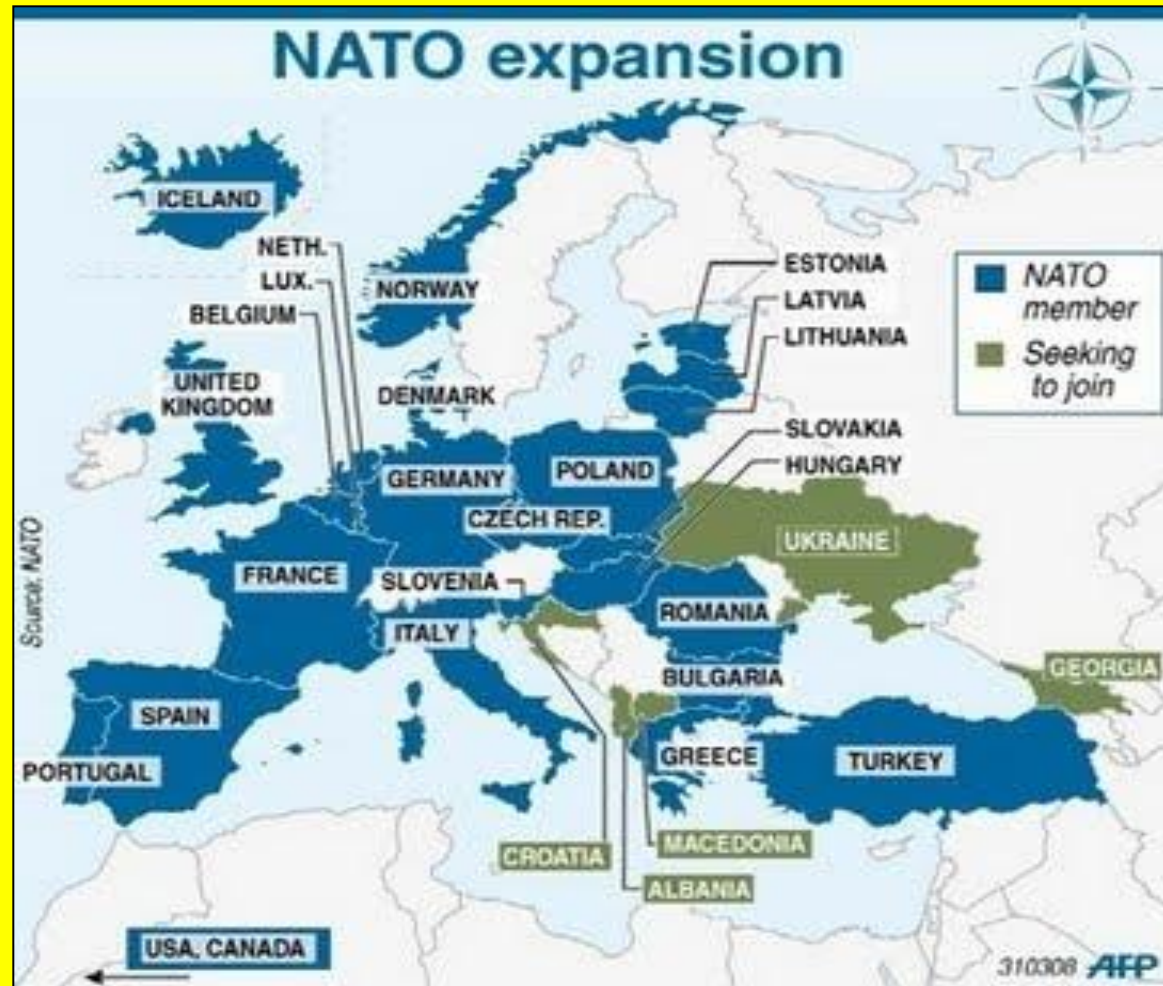 NATO expansion
ICELAND
NETH.
LUX.
BELGIUM
NORWAY
ESTONIA
LATVIA
LITHUANIA
NATO
member
Seeking
to join
UNITED
KINGDOM
DENMARK
SLOVAKIA
HUNGARY
GERMANY
POLAND
CZECH REP.
UKRAINE
FRANCE
SLOVENIA
ITALY
ROMANIA
BULGARIA
GEORGIA
SPAIN
PORTUGAL
GREECE
TURKEY
CROATIA
MACEDONIA
ALBANIA
USA, CANADA
Source: NATO
310308 AFP